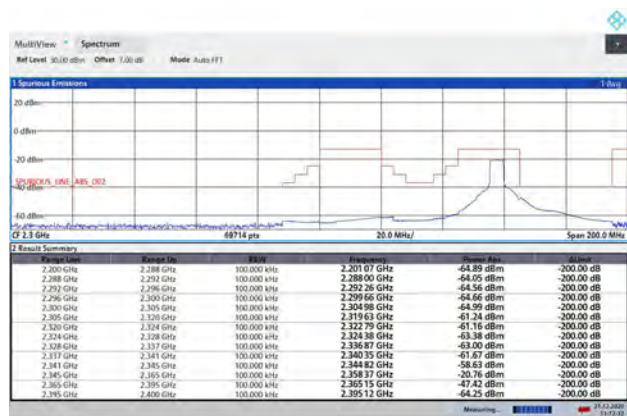 MultiView Spectrum
Ref Level 30.00 dBm Offset 7.00 dB Mode Auto FFT
1 Spurious Emissions 1 Avg
20 dBm
0 dBm
-20 dBm
SPURIOUS_LINE_ABS_002
-40 dBm
-60 dBm
CF 2.3 GHz 69714 pts 20.0 MHz/ Span 200.0 MHz
2 Result Summary
Range Low Range Up RBW Frequency Power Abs ΔLimit
2.200 GHz 2.288 GHz 100.000 kHz 2.201 07 GHz -64.89 dBm -200.00 dB
2.288 GHz 2.292 GHz 100.000 kHz 2.288 00 GHz -64.05 dBm -200.00 dB
2.292 GHz 2.296 GHz 100.000 kHz 2.292 26 GHz -64.56 dBm -200.00 dB
2.296 GHz 2.300 GHz 100.000 kHz 2.299 66 GHz -64.66 dBm -200.00 dB
2.300 GHz 2.305 GHz 100.000 kHz 2.304 98 GHz -64.99 dBm -200.00 dB
2.305 GHz 2.320 GHz 100.000 kHz 2.319 63 GHz -61.24 dBm -200.00 dB
2.320 GHz 2.324 GHz 100.000 kHz 2.322 79 GHz -61.16 dBm -200.00 dB
2.324 GHz 2.328 GHz 100.000 kHz 2.324 38 GHz -63.38 dBm -200.00 dB
2.328 GHz 2.337 GHz 100.000 kHz 2.336 87 GHz -63.00 dBm -200.00 dB
2.337 GHz 2.341 GHz 100.000 kHz 2.340 35 GHz -61.67 dBm -200.00 dB
2.341 GHz 2.345 GHz 100.000 kHz 2.344 82 GHz -58.63 dBm -200.00 dB
2.345 GHz 2.365 GHz 100.000 kHz 2.358 37 GHz -20.76 dBm -200.00 dB
2.365 GHz 2.395 GHz 100.000 kHz 2.365 15 GHz -47.42 dBm -200.00 dB
2.395 GHz 2.400 GHz 100.000 kHz 2.395 12 GHz -64.25 dBm -200.00 dB
Measuring...